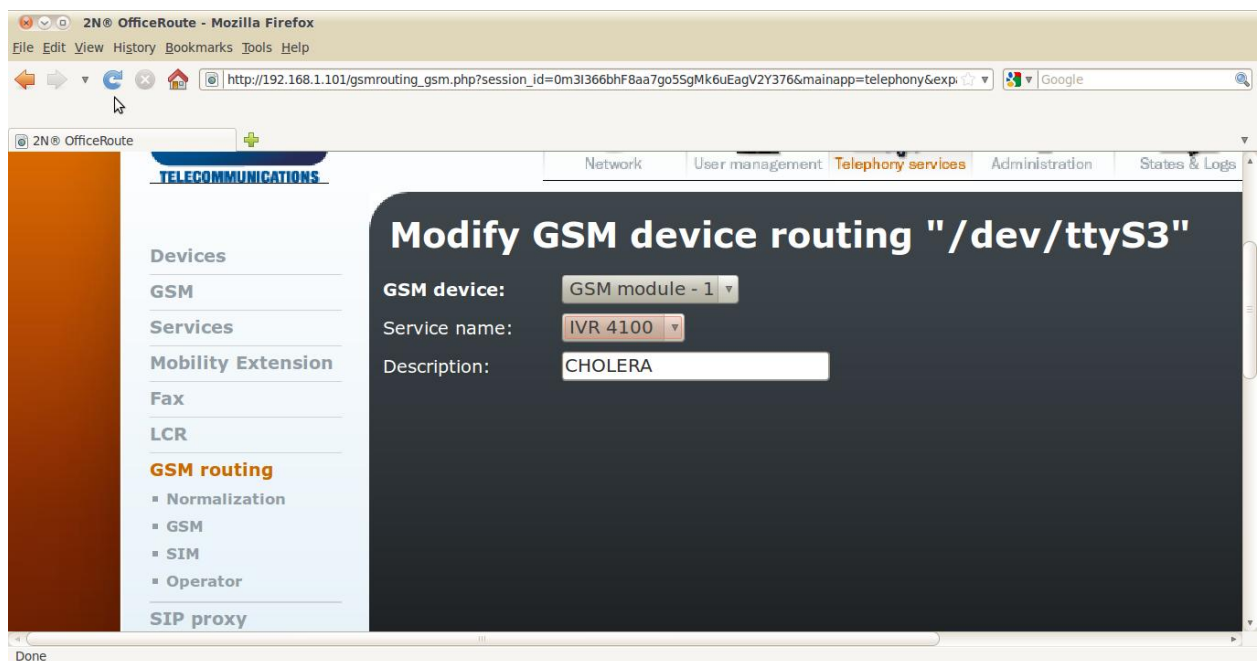 2N® OfficeRoute - Mozilla Firefox
File Edit View History Bookmarks Tools Help
http://192.168.1.101/gsmrouting_gsm.php?session_id=0m3I366bhF8aa7go5SgMk6uEagV2Y376&mainapp=telephony&exp Google
2N® OfficeRoute
TELECOMMUNICATIONS
Network User management Telephony services Administration States & Logs
Modify GSM device routing "/dev/ttyS3"
GSM device: GSM module - 1
Service name: IVR 4100
Description: CHOLERA
Devices
GSM
Services
Mobility Extension
Fax
LCR
GSM routing
Normalization
GSM
SIM
Operator
SIP proxy
Done